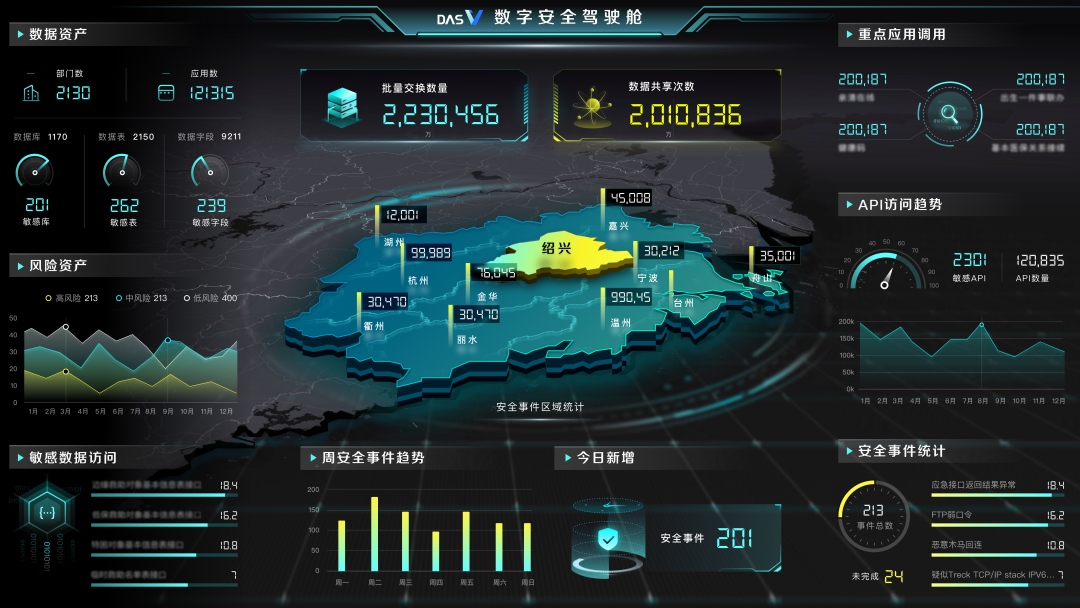 DAS V 数字安全驾驶舱
数据资产
部门数
2130
应用数
121315
数据库 1170
数据表 2150
数据字段 9211
201
敏感库
262
敏感表
239
敏感字段
风险资产
高风险 213
中风险 213
低风险 400
50
40
30
20
10
0
1月 2月 3月 4月 5月 6月 7月 8月 9月 10月 11月 12月
敏感数据访问
18.4
16.2
10.8
7
批量交换数量
2,230,456
万
数据共享次数
2,010,836
万
45,008
嘉兴
12,001
湖州
99,989
杭州
绍兴
30,212
宁波
35,001
舟山
76,045
金华
台州
30,470
衢州
30,470
丽水
990,45
温州
安全事件区域统计
周安全事件趋势
200
150
100
50
0
周一 周二 周三 周四 周五 周六 周日
今日新增
安全事件 201
重点应用调用
200,187
200,187
200,187
200,187
API访问趋势
0
10
20
30
40
50
60
70
80
90
100
2301
敏感API
120,835
API数量
200k
150k
100k
50k
0k
1月 2月 3月 4月 5月 6月 7月 8月 9月 10月 11月 12月
安全事件统计
213
事件总数
未完成 24
应急接口返回结果异常 18.4
FTP弱口令 16.2
恶意木马回连 10.8
疑似Treck TCP/IP stack IPV6... 7